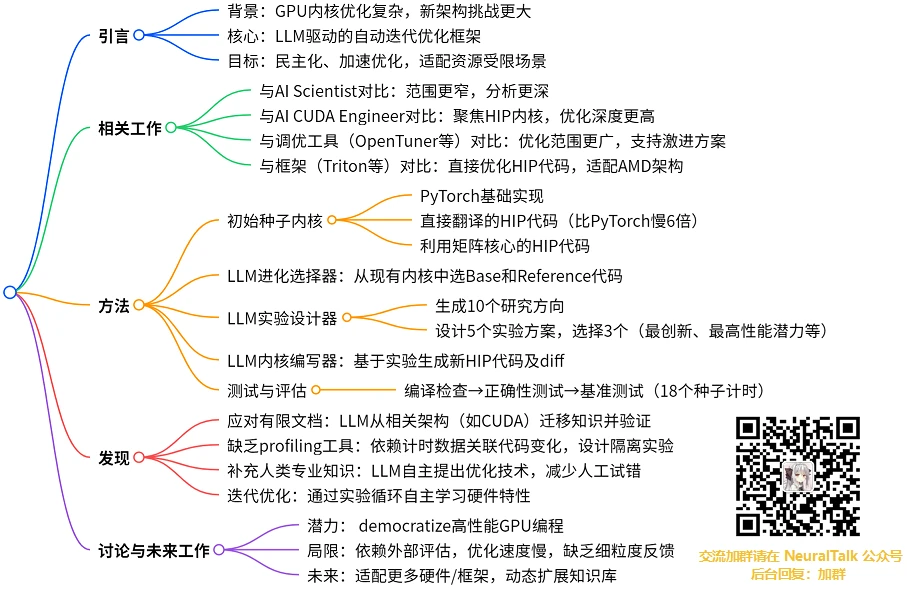 引言
背景：GPU内核优化复杂，新架构挑战更大
核心：LLM驱动的自动迭代优化框架
目标：民主化、加速优化，适配资源受限场景
相关工作
与AI Scientist对比：范围更窄，分析更深
与AI CUDA Engineer对比：聚焦HIP内核，优化深度更高
与调优工具（OpenTuner等）对比：优化范围更广，支持激进方案
与框架（Triton等）对比：直接优化HIP代码，适配AMD架构
方法
初始种子内核
PyTorch基础实现
直接翻译的HIP代码（比PyTorch慢6倍）
利用矩阵核心的HIP代码
LLM进化选择器：从现有内核中选Base和Reference代码
LLM实验设计器
生成10个研究方向
设计5个实验方案，选择3个（最创新、最高性能潜力等）
LLM内核编写器：基于实验生成新HIP代码及diff
测试与评估
编译检查→正确性测试→基准测试（18个种子计时）
发现
应对有限文档：LLM从相关架构（如CUDA）迁移知识并验证
缺乏profiling工具：依赖计时数据关联代码变化，设计隔离实验
补充人类专业知识：LLM自主提出优化技术，减少人工试错
迭代优化：通过实验循环自主学习硬件特性
讨论与未来工作
潜力： democratize高性能GPU编程
局限：依赖外部评估，优化速度慢，缺乏细粒度反馈
未来：适配更多硬件/框架，动态扩展知识库
交流加群请在 NeuralTalk 公众号
后台回复：加群